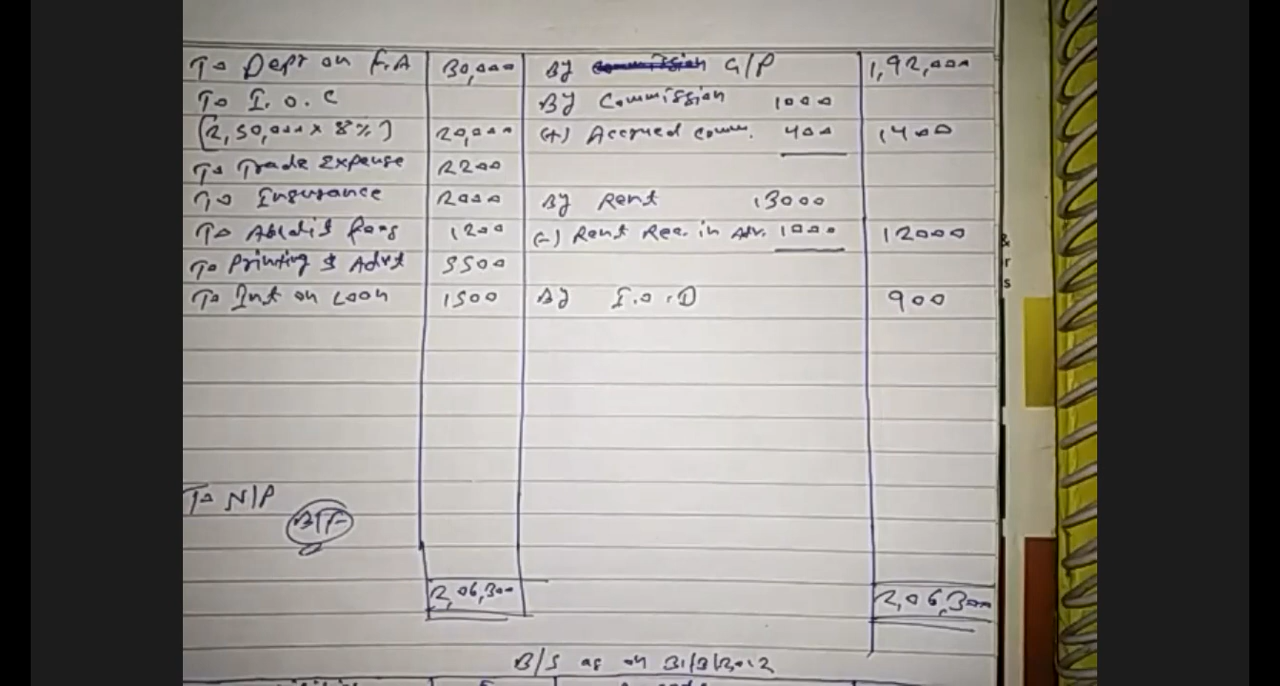 To Depr on F.A 30,000 By G/P 1,92,000
To I.O.C By Commission 1000
(2,50,000 x 8%) 20,000 (+) Accrued comm. 400 1400
To Trade Expense 2200
To Insurance 2000 By Rent 13000
To 1200 (-) Rent Rec. in Adv. 1000 12000
To Printing & Advt 5500
To Int on Loan 1500 By I.O.D 900
To N/P
B/F
2,06,300 2,06,300
B/S as on 31/3/2012